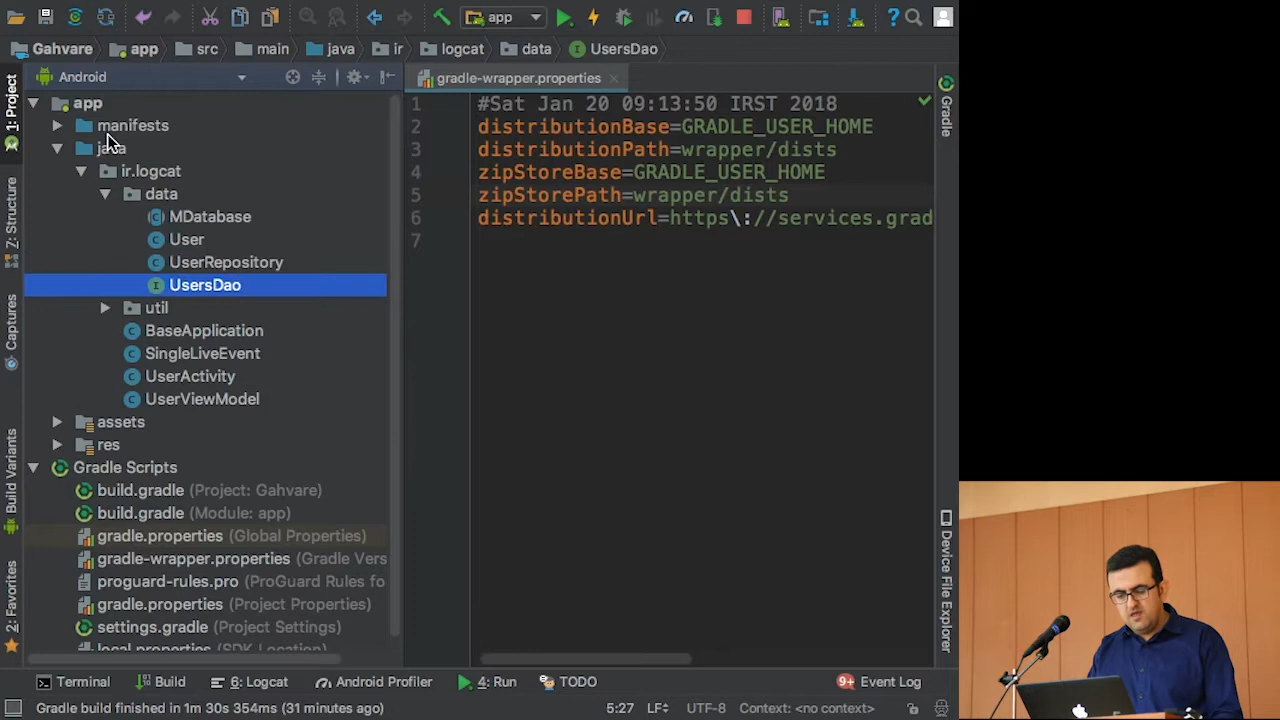 app
Gahvare app src main java ir logcat data UsersDao
Android
gradle-wrapper.properties
1: Project
Z: Structure
Captures
Build Variants
2: Favorites
app
manifests
java
ir.logcat
data
MDatabase
User
UserRepository
UsersDao
util
BaseApplication
SingleLiveEvent
UserActivity
UserViewModel
assets
res
Gradle Scripts
build.gradle (Project: Gahvare)
build.gradle (Module: app)
gradle.properties (Global Properties)
gradle-wrapper.properties (Gradle Vers
proguard-rules.pro (ProGuard Rules fo
gradle.properties (Project Properties)
settings.gradle (Project Settings)
local.properties (SDK Location)
1 #Sat Jan 20 09:13:50 IRST 2018
2 distributionBase=GRADLE_USER_HOME
3 distributionPath=wrapper/dists
4 zipStoreBase=GRADLE_USER_HOME
5 zipStorePath=wrapper/dists
6 distributionUrl=https\://services.grad
7
Gradle
Device File Explorer
Terminal Build 6: Logcat Android Profiler 4: Run TODO 9+ Event Log
Gradle build finished in 1m 30s 354ms (31 minutes ago) 5:27 LF UTF-8 Context: <no context>